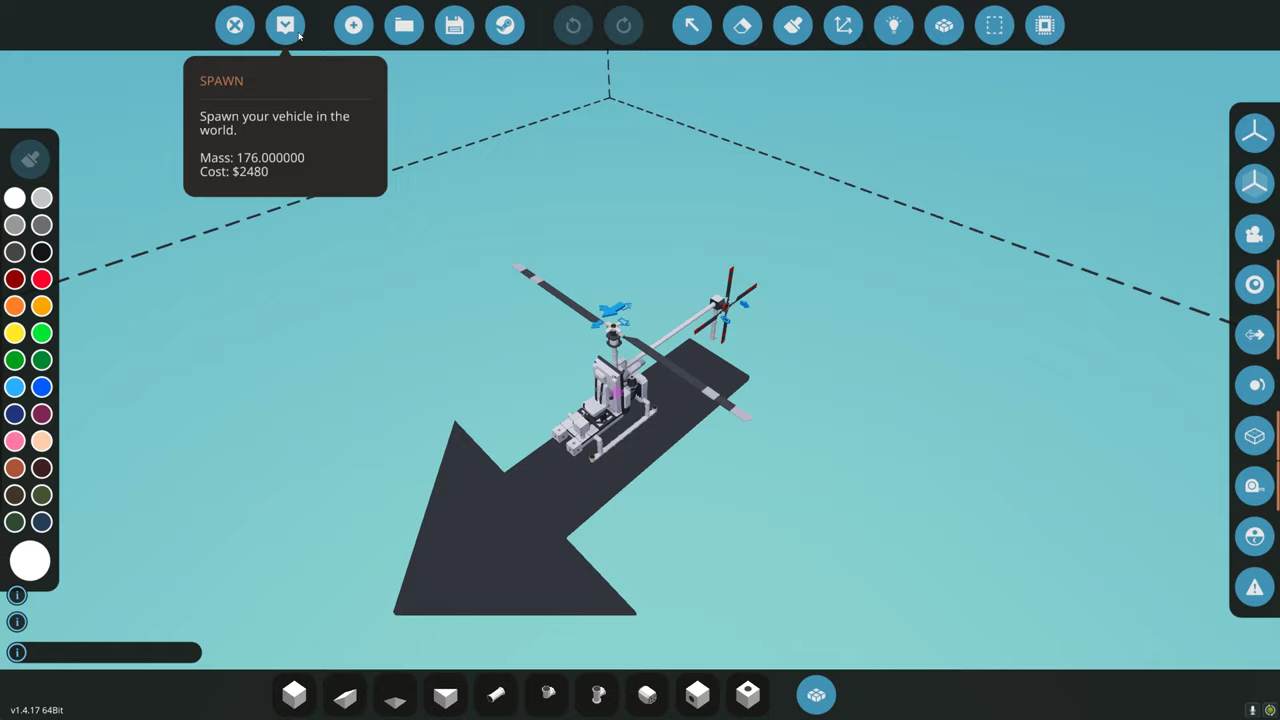 SPAWN
Spawn your vehicle in the
world.
Mass: 176.000000
Cost: $2480
v1.4.17 64Bit